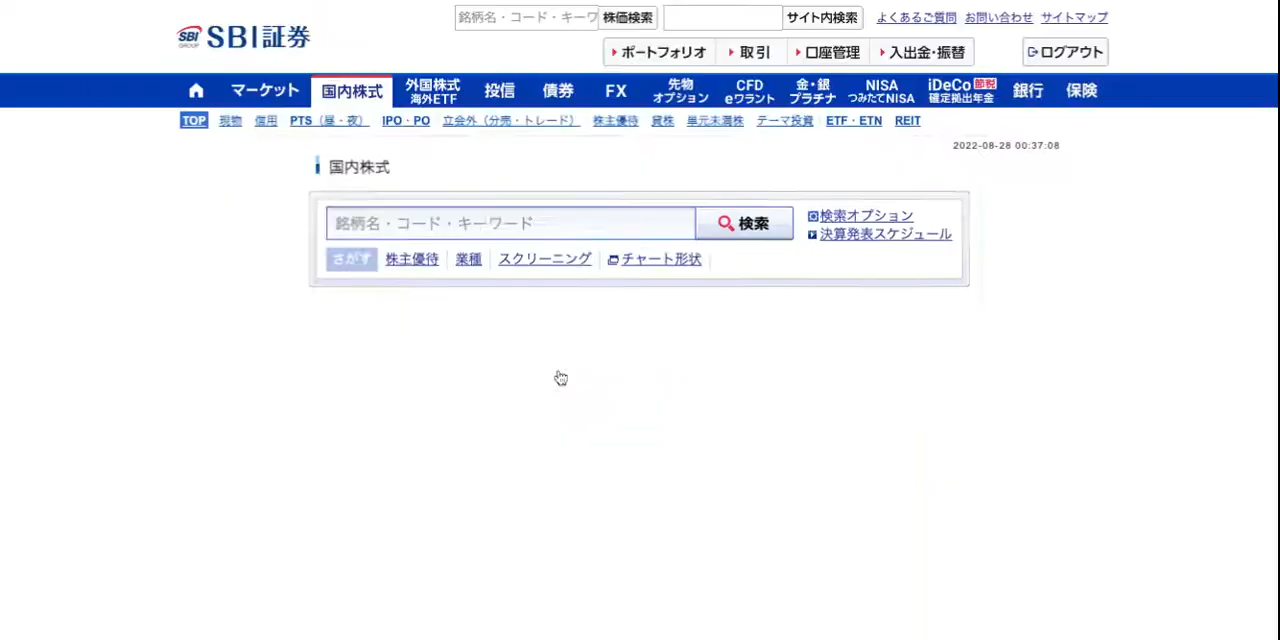 銘柄名・コード・キーワ 株価検索 サイト内検索 よくあるご質問 お問い合わせ サイトマップ
SBI GROUP SBI証券
ポートフォリオ 取引 口座管理 入出金・振替 ログアウト
マーケット 国内株式 外国株式 海外ETF 投信 債券 FX 先物 オプション CFD eワラント 金・銀 プラチナ NISA つみたてNISA iDeCo 節税 確定拠出年金 銀行 保険
TOP 現物 信用 PTS（昼・夜） IPO・PO 立会外（分売・トレード） 株主優待 貸株 単元未満株 テーマ投資 ETF・ETN REIT
2022-08-28 00:37:08
国内株式
銘柄名・コード・キーワード 検索 検索オプション
決算発表スケジュール
さがす 株主優待 業種 スクリーニング チャート形状